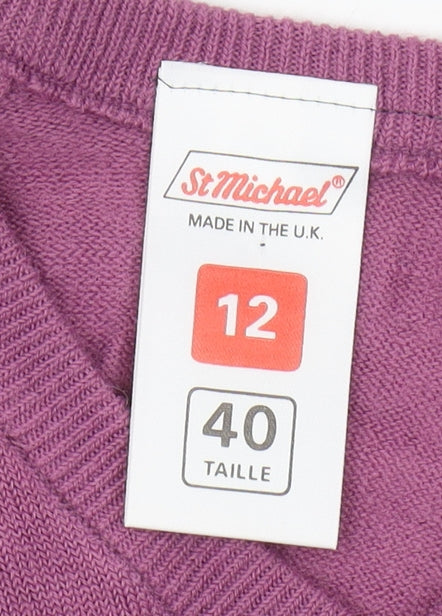 St Michael®
MADE IN THE U.K.
12
40
TAILLE